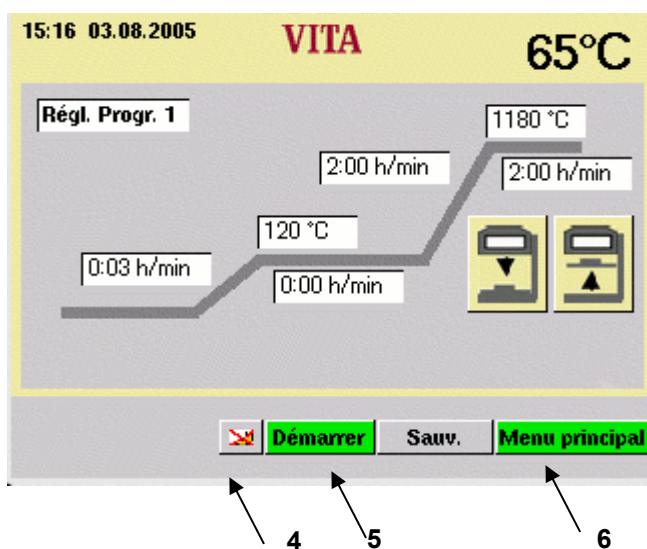 15:16 03.08.2005 VITA 65°C
Régl. Progr. 1
1180 °C
2:00 h/min 2:00 h/min
120 °C
0:03 h/min 0:00 h/min
Démarrer Sauv. Menu principal
4 5 6